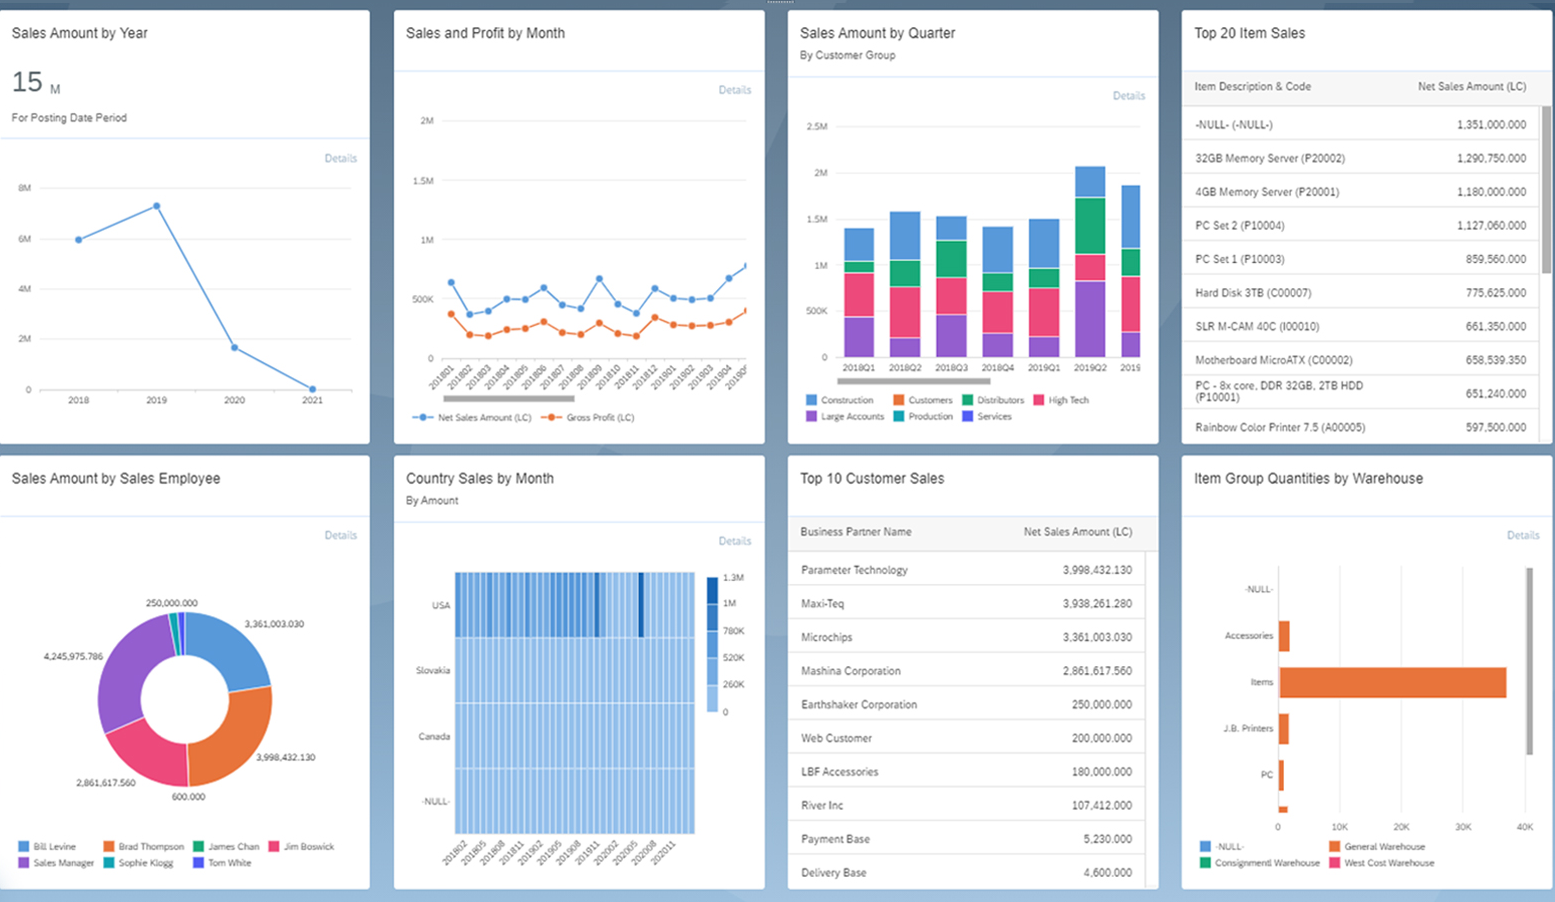 Sales Amount by Year
15 M
For Posting Date Period
Details
8M
6M
4M
2M
0
2018 2019 2020 2021
Sales and Profit by Month
Details
2M
1.5M
1M
500K
0
201801 201802 201803 201804 201805 201806 201807 201808 201809 201810 201811 201812 201901 201902 201903 201904
Net Sales Amount (LC) Gross Profit (LC)
Sales Amount by Quarter
By Customer Group
Details
2.5M
2M
1.5M
1M
500K
0
2018Q1 2018Q2 2018Q3 2018Q4 2019Q1 2019Q2 2019
Construction Customers Distributors High Tech
Large Accounts Production Services
Top 20 Item Sales
Item Description & Code Net Sales Amount (LC)
-NULL- (-NULL-) 1,351,000.000
32GB Memory Server (P20002) 1,290,750.000
4GB Memory Server (P20001) 1,180,000.000
PC Set 2 (P10004) 1,127,060.000
PC Set 1 (P10003) 859,560.000
Hard Disk 3TB (C00007) 775,625.000
SLR M-CAM 40C (I00010) 661,350.000
Motherboard MicroATX (C00002) 658,539.350
PC - 8x core, DDR 32GB, 2TB HDD
(P10001) 651,240.000
Rainbow Color Printer 7.5 (A00005) 597,500.000
Sales Amount by Sales Employee
Details
250,000.000
3,361,003.030
4,245,975.786
3,998,432.130
2,861,617.560
600.000
Bill Levine Brad Thompson James Chan Jim Boswick
Sales Manager Sophie Klogg Tom White
Country Sales by Month
By Amount
Details
USA
Slovakia
Canada
-NULL-
1.3M
1M
780K
520K
260K
0
201802 201805 201808 201811 201902 201905 201908 201911 202002 202005 202008 202011
Top 10 Customer Sales
Business Partner Name Net Sales Amount (LC)
Parameter Technology 3,998,432.130
Maxi-Teq 3,938,261.280
Microchips 3,361,003.030
Mashina Corporation 2,861,617.560
Earthshaker Corporation 250,000.000
Web Customer 200,000.000
LBF Accessories 180,000.000
River Inc 107,412.000
Payment Base 5,230.000
Delivery Base 4,600.000
Item Group Quantities by Warehouse
Details
-NULL-
Accessories
Items
J.B. Printers
PC
0 10K 20K 30K 40K
-NULL- General Warehouse
Consignmentl Warehouse West Cost Warehouse